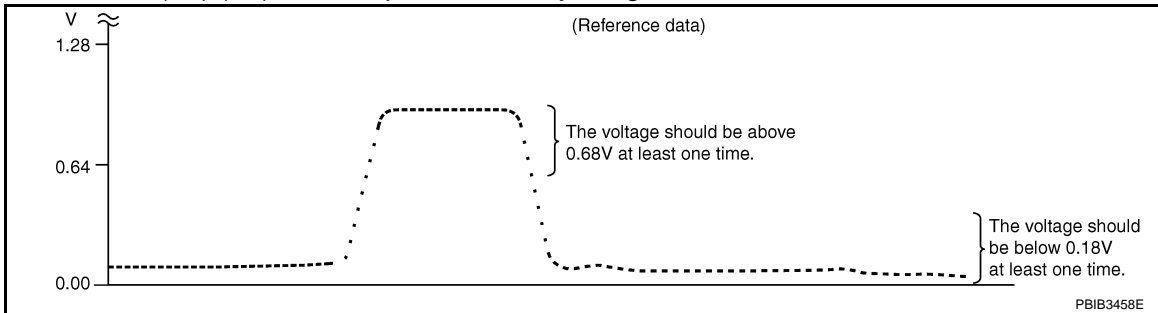 V
(Reference data)
1.28
The voltage should be above
0.68V at least one time.
0.64
The voltage should
be below 0.18V
at least one time.
0.00
PBIB3458E